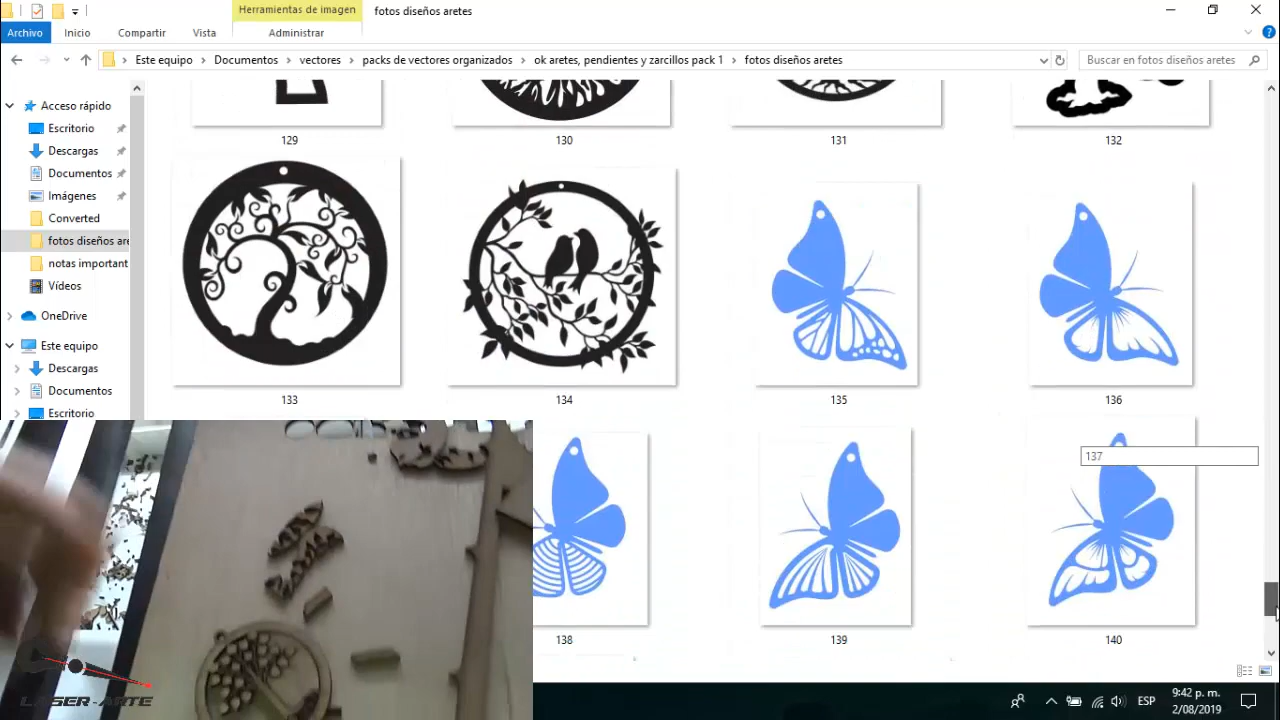 Herramientas de imagen
fotos diseños aretes
Archivo
Inicio
Compartir
Vista
Administrar
Este equipo
Documentos
vectores
packs de vectores organizados
ok aretes, pendientes y zarcillos pack 1
fotos diseños aretes
Buscar en fotos diseños aretes
Acceso rápido
Escritorio
Descargas
Documentos
Imágenes
Converted
fotos diseños are
notas important
Vídeos
OneDrive
Este equipo
Descargas
Documentos
Escritorio
129
130
131
132
133
134
135
136
137
138
139
140
LASER-ARTE
ESP
9:42 p. m.
2/08/2019